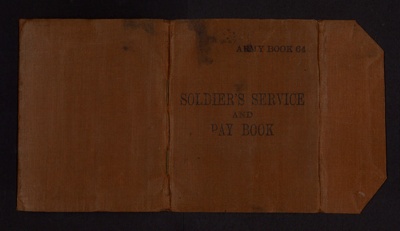 ARMY BOOK 64
SOLDIER'S SERVICE
AND
PAY BOOK